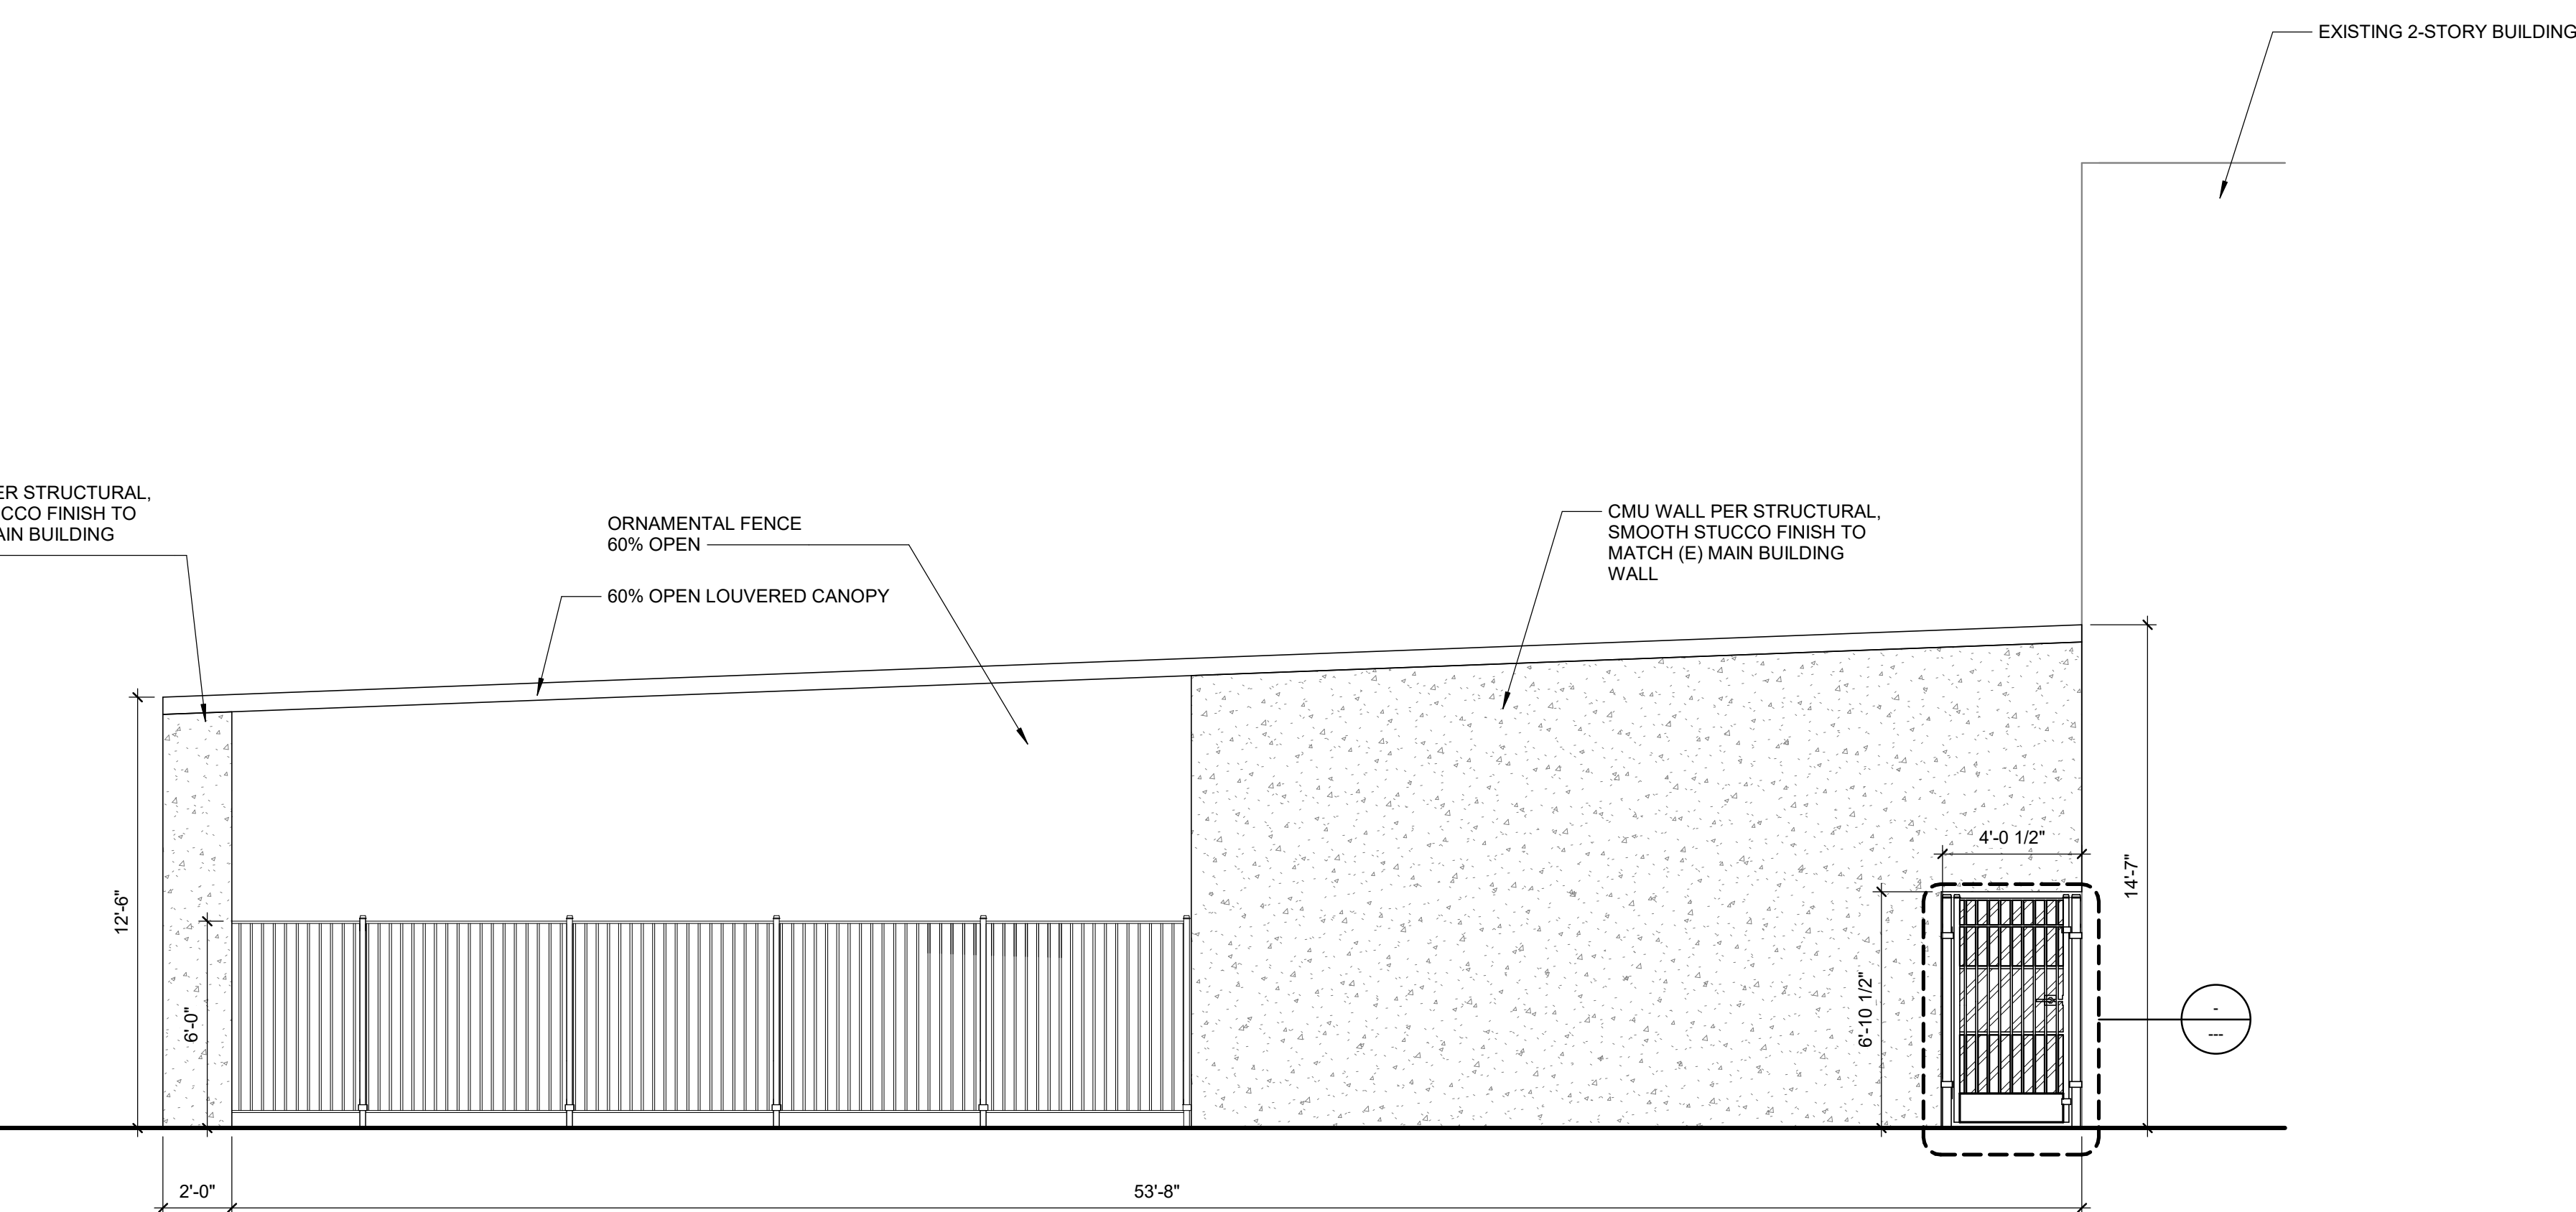 EXISTING 2-STORY BUILDING
ER STRUCTURAL,
CCO FINISH TO
AIN BUILDING
ORNAMENTAL FENCE
60% OPEN
60% OPEN LOUVERED CANOPY
CMU WALL PER STRUCTURAL,
SMOOTH STUCCO FINISH TO
MATCH (E) MAIN BUILDING
WALL
12'-6"
6'-0"
4'-0 1/2"
6'-10 1/2"
14'-7"
-
---
2'-0"
53'-8"